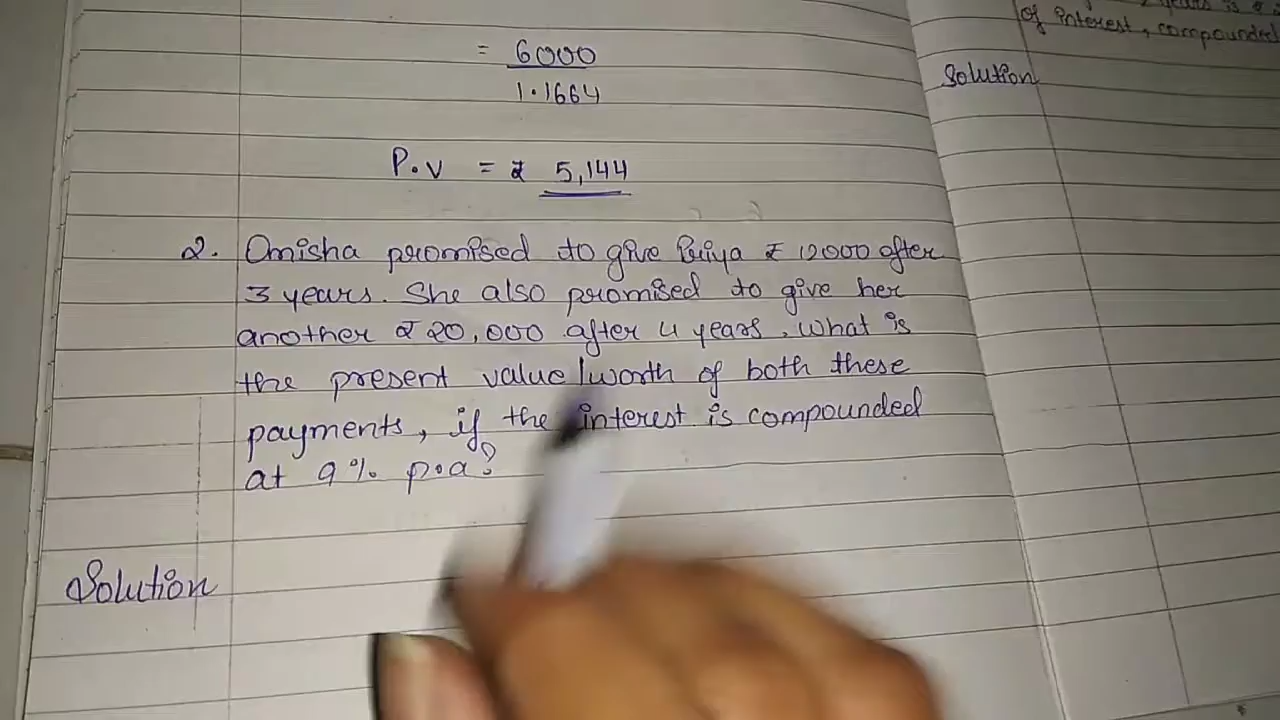 = 6000
1.1664
P.V = ₹ 5,144
2. Omisha promised to give Priya ₹ 12000 after
3 years. She also promised to give her
another ₹ 20,000 after 4 years. What is
the present value/worth of both these
payments, if the interest is compounded
at 9% p.a?
Solution
years is
of interest, compounded
Solution